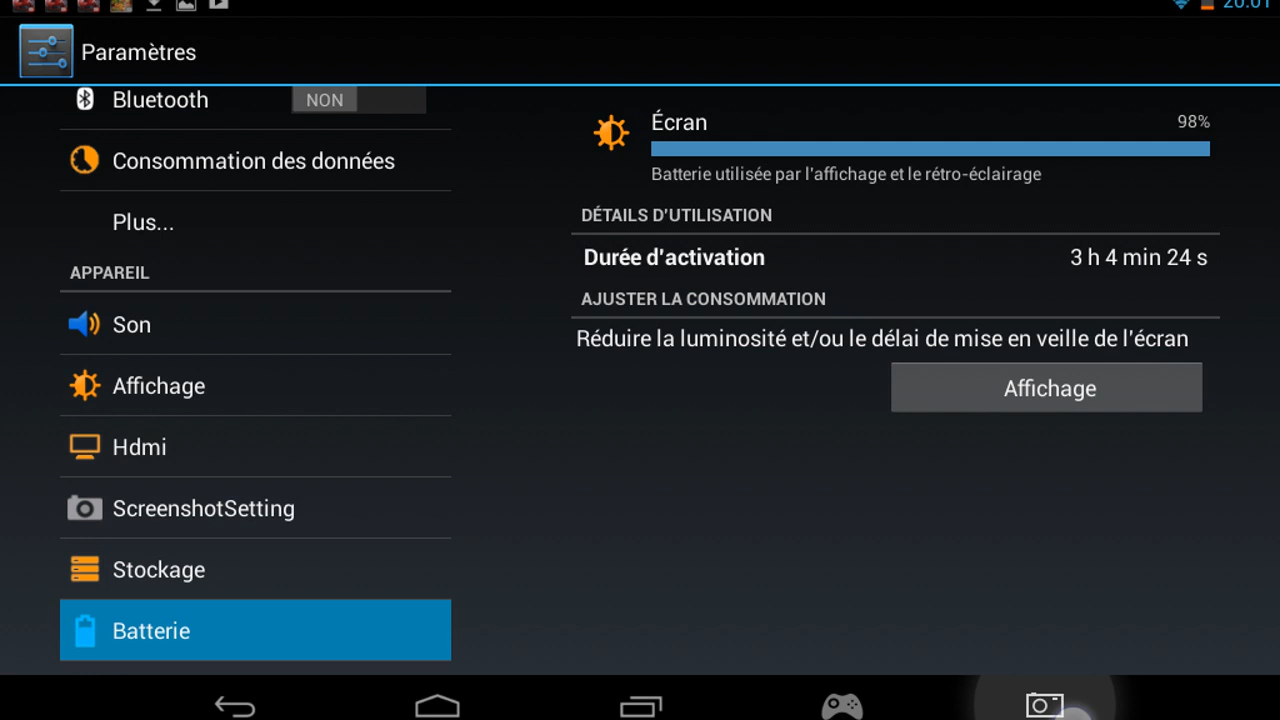 20:01
Paramètres
Bluetooth
NON
Consommation des données
Plus...
APPAREIL
Son
Affichage
Hdmi
ScreenshotSetting
Stockage
Batterie
Écran
98%
Batterie utilisée par l'affichage et le rétro-éclairage
DÉTAILS D'UTILISATION
Durée d'activation
3 h 4 min 24 s
AJUSTER LA CONSOMMATION
Réduire la luminosité et/ou le délai de mise en veille de l'écran
Affichage